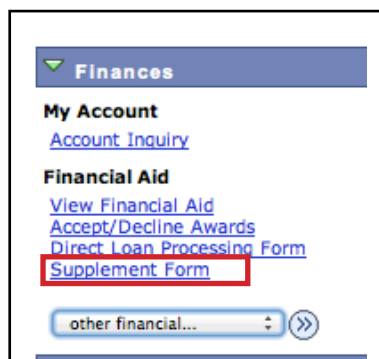 Finances
My Account
Account Inquiry
Financial Aid
View Financial Aid
Accept/Decline Awards
Direct Loan Processing Form
Supplement Form
other financial...